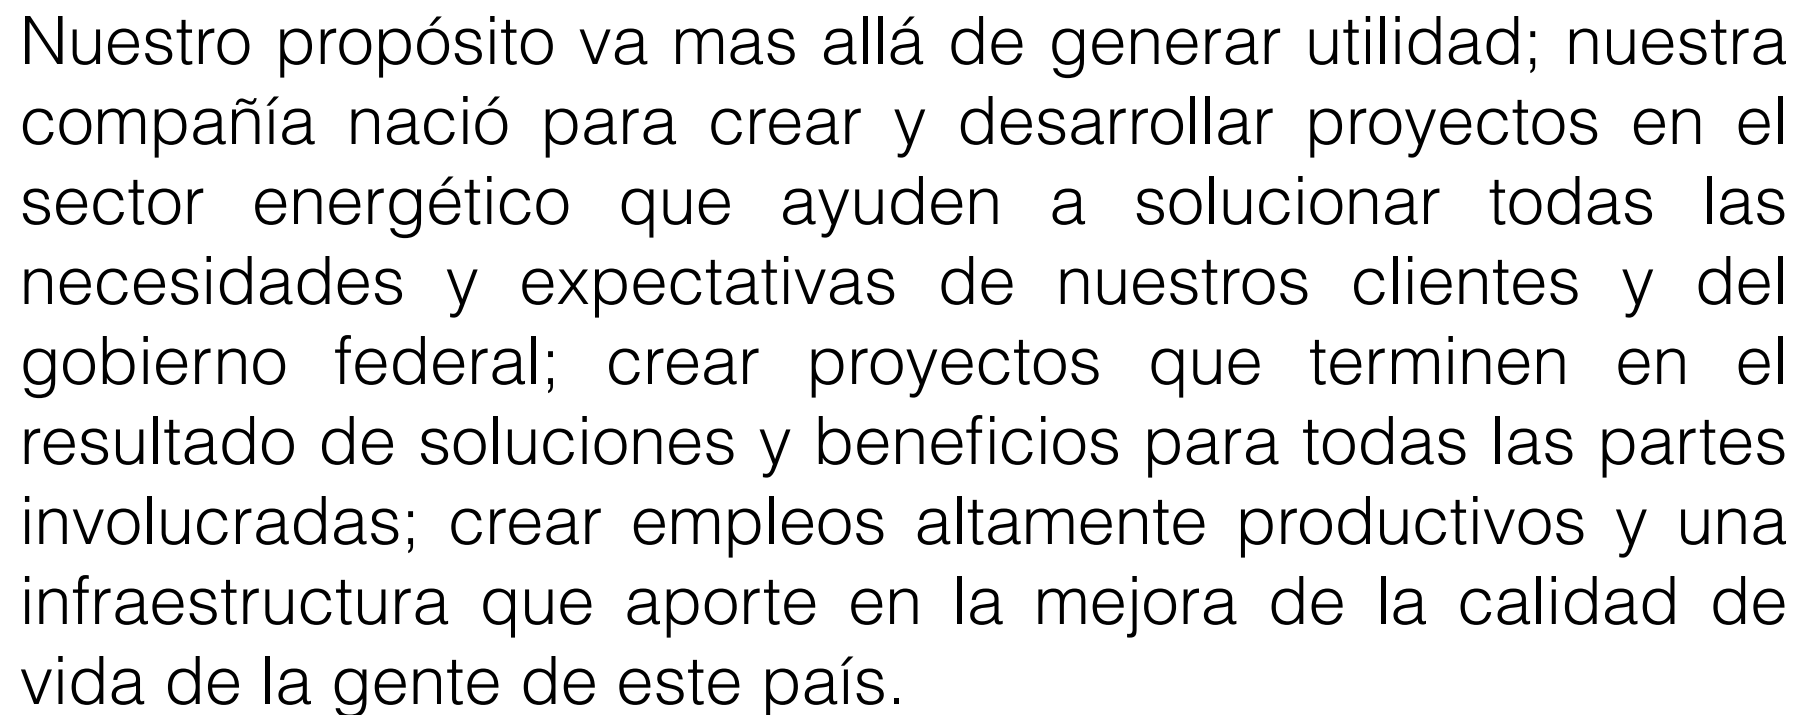 Nuestro propósito va mas allá de generar utilidad; nuestra
compañía nació para crear y desarrollar proyectos en el
sector energético que ayuden a solucionar todas las
necesidades y expectativas de nuestros clientes y del
gobierno federal; crear proyectos que terminen en el
resultado de soluciones y beneficios para todas las partes
involucradas; crear empleos altamente productivos y una
infraestructura que aporte en la mejora de la calidad de
vida de la gente de este país.